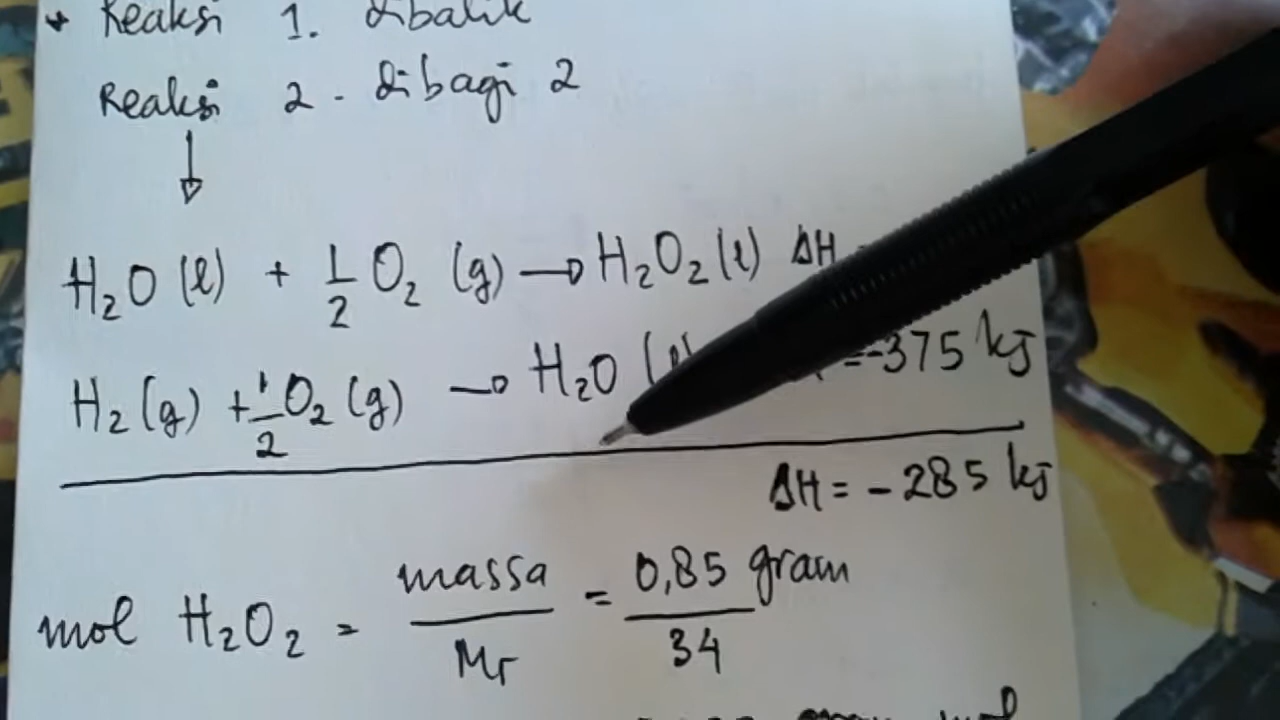 * Reaksi 1. dibalik
Reaksi 2. dibagi 2
↓
H₂O (l) + 1/2 O₂ (g) → H₂O₂ (l) ΔH
H₂ (g) + 1/2 O₂ (g) → H₂O =-375 kJ
ΔH = -285 kJ
mol H₂O₂ = massa/Mr = 0,85 gram/34
mol